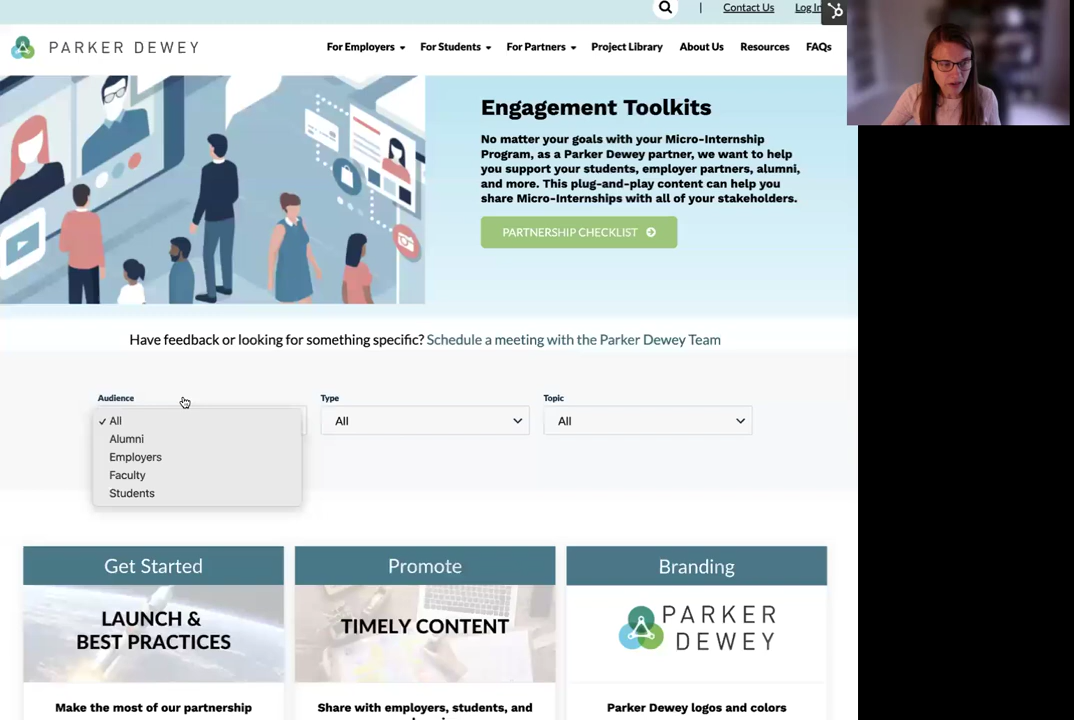 Contact Us
Log In
PARKER DEWEY
For Employers
For Students
For Partners
Project Library
About Us
Resources
FAQs
Engagement Toolkits
No matter your goals with your Micro-Internship
Program, as a Parker Dewey partner, we want to help
you support your students, employer partners, alumni,
and more. This plug-and-play content can help you
share Micro-Internships with all of your stakeholders.
PARTNERSHIP CHECKLIST
Have feedback or looking for something specific? Schedule a meeting with the Parker Dewey Team
Audience
Type
Topic
All
Alumni
Employers
Faculty
Students
All
All
Get Started
Promote
Branding
LAUNCH &
BEST PRACTICES
TIMELY CONTENT
PARKER
DEWEY
Make the most of our partnership
Share with employers, students, and
Parker Dewey logos and colors